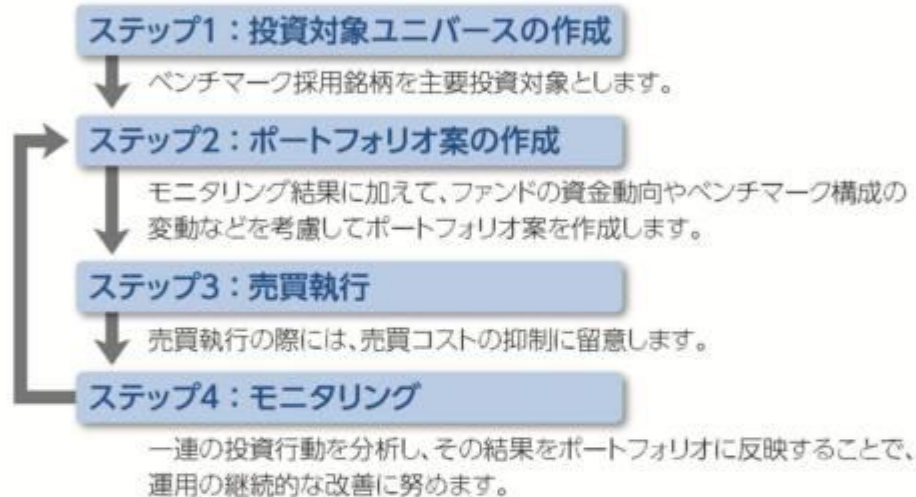 ステップ1：投資対象ユニバースの作成
ベンチマーク採用銘柄を主要投資対象とします。
ステップ2：ポートフォリオ案の作成
モニタリング結果に加えて、ファンドの資金動向やベンチマーク構成の
変動などを考慮してポートフォリオ案を作成します。
ステップ3：売買執行
売買執行の際には、売買コストの抑制に留意します。
ステップ4：モニタリング
一連の投資行動を分析し、その結果をポートフォリオに反映することで、
運用の継続的な改善に努めます。